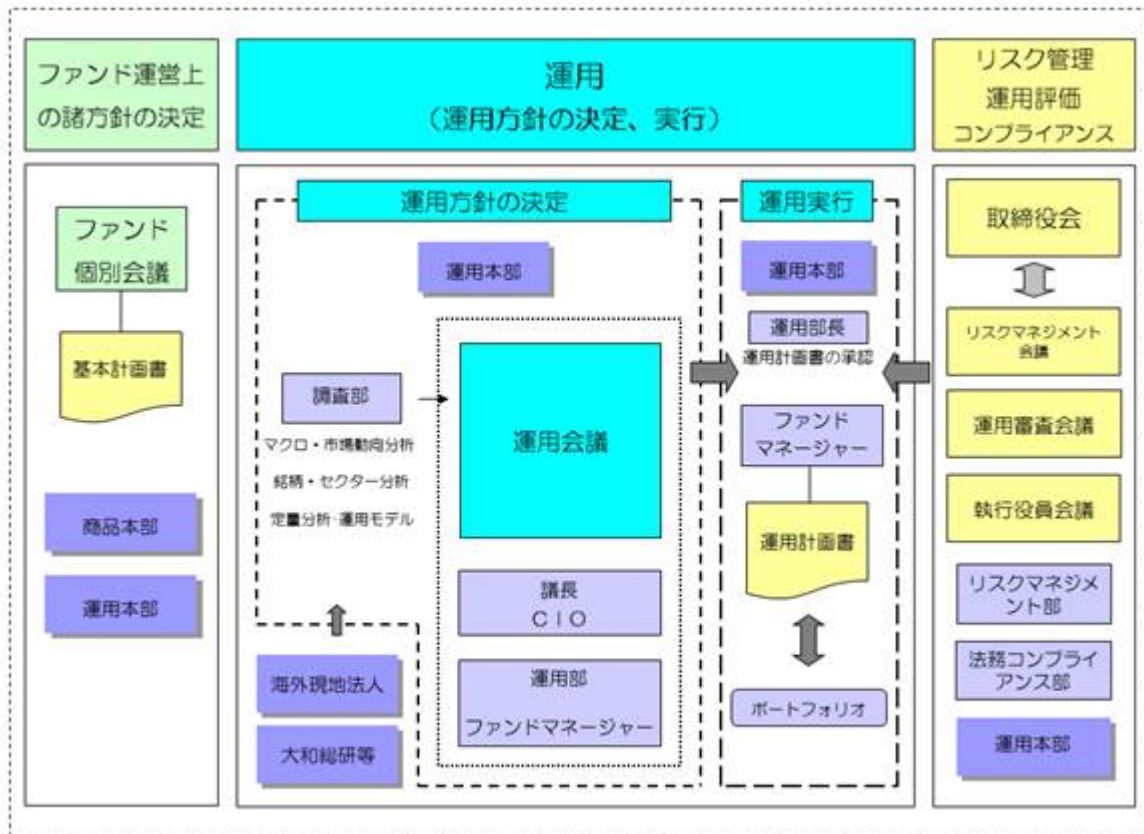 ファンド運営上
の諸方針の決定
ファンド
個別会議
基本計画書
商品本部
運用本部
運用
（運用方針の決定、実行）
運用方針の決定
運用本部
調査部
マクロ・市場動向分析
銘柄・セクター分析
定量分析・運用モデル
海外現地法人
大和総研等
運用会議
議長
ＣＩＯ
運用部
ファンドマネージャー
運用実行
運用本部
運用部長
運用計画書の承認
ファンド
マネージャー
運用計画書
ポートフォリオ
リスク管理
運用評価
コンプライアンス
取締役会
リスクマネジメント
会議
運用審査会議
執行役員会議
リスクマネジメ
ント部
法務コンプライ
アンス部
運用本部